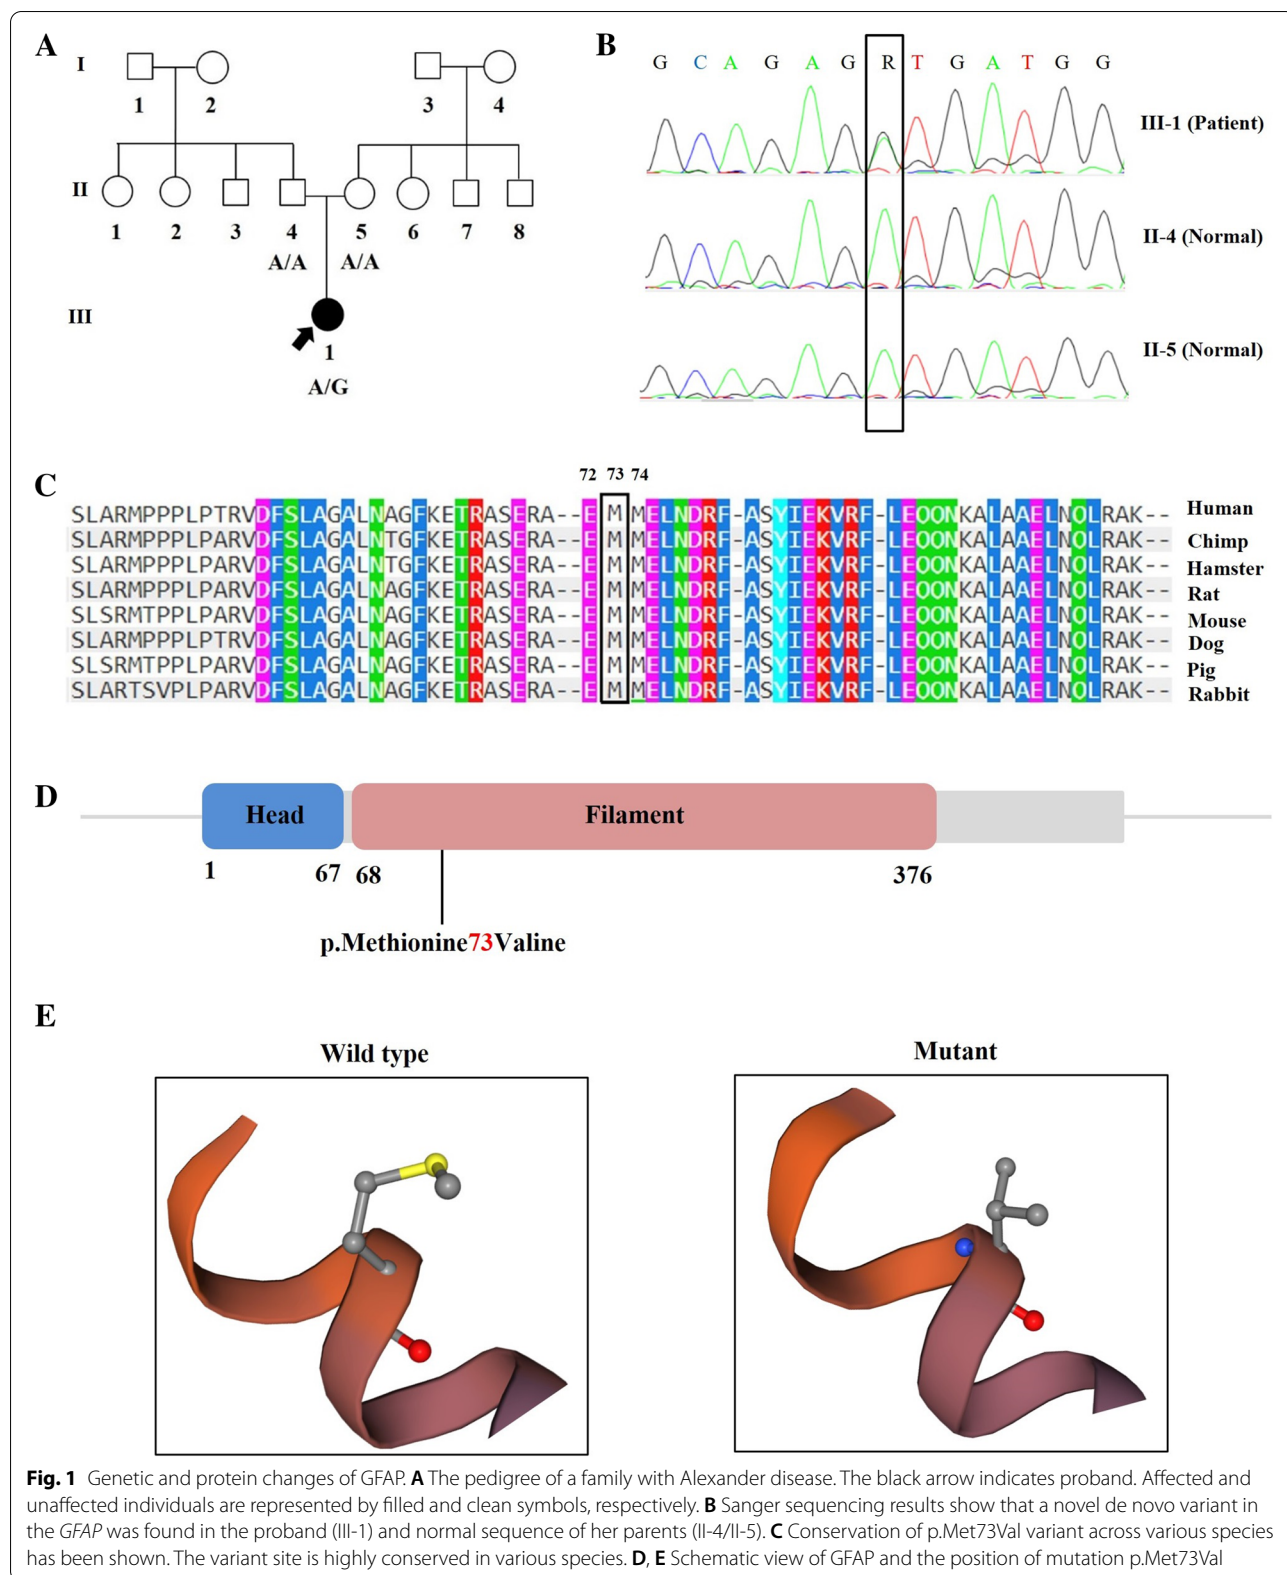 A
I
1
2
3
4
II
1
2
3
4
5
6
7
8
A/A
A/A
III
1
A/G
B
G C A G A G R T G A T G G
III-1 (Patient)
II-4 (Normal)
II-5 (Normal)
C
72 73 74
SLARMPPPLPTRVDFSLAGALNAGFKETRASERA--EMMELNDRF-ASYIEKVRF-LEQQNKALAAELNQLRAK-- Human
SLARMPPPLPARVDFSLAGALNTGFKETRASERA--EMMELNDRF-ASYIEKVRF-LEQQNKALAAELNQLRAK-- Chimp
SLARMPPPLPARVDFSLAGALNTGFKETRASERA--EMMELNDRF-ASYIEKVRF-LEQQNKALAAELNQLRAK-- Hamster
SLARMPPPLPARVDFSLAGALNAGFKETRASERA--EMMELNDRF-ASYIEKVRF-LEQQNKALAAELNQLRAK-- Rat
SLSRMTPPLPARVDFSLAGALNAGFKETRASERA--EMMELNDRF-ASYIEKVRF-LEQQNKALAAELNQLRAK-- Mouse
SLARMPPPLPTRVDFSLAGALNAGFKETRASERA--EMMELNDRF-ASYIEKVRF-LEQQNKALAAELNQLRAK-- Dog
SLSRMTPPLPARVDFSLAGALNAGFKETRASERA--EMMELNDRF-ASYIEKVRF-LEQQNKALAAELNQLRAK-- Pig
SLARTSVPLPARVDFSLAGALNAGFKETRASERA--EMMELNDRF-ASYIEKVRF-LEQQNKALAAELNQLRAK-- Rabbit
D
Head
Filament
1
67
68
376
p.Methionine73Valine
E
Wild type
Mutant
Fig. 1 Genetic and protein changes of GFAP. A The pedigree of a family with Alexander disease. The black arrow indicates proband. Affected and
unaffected individuals are represented by filled and clean symbols, respectively. B Sanger sequencing results show that a novel de novo variant in
the GFAP was found in the proband (III-1) and normal sequence of her parents (II-4/II-5). C Conservation of p.Met73Val variant across various species
has been shown. The variant site is highly conserved in various species. D, E Schematic view of GFAP and the position of mutation p.Met73Val